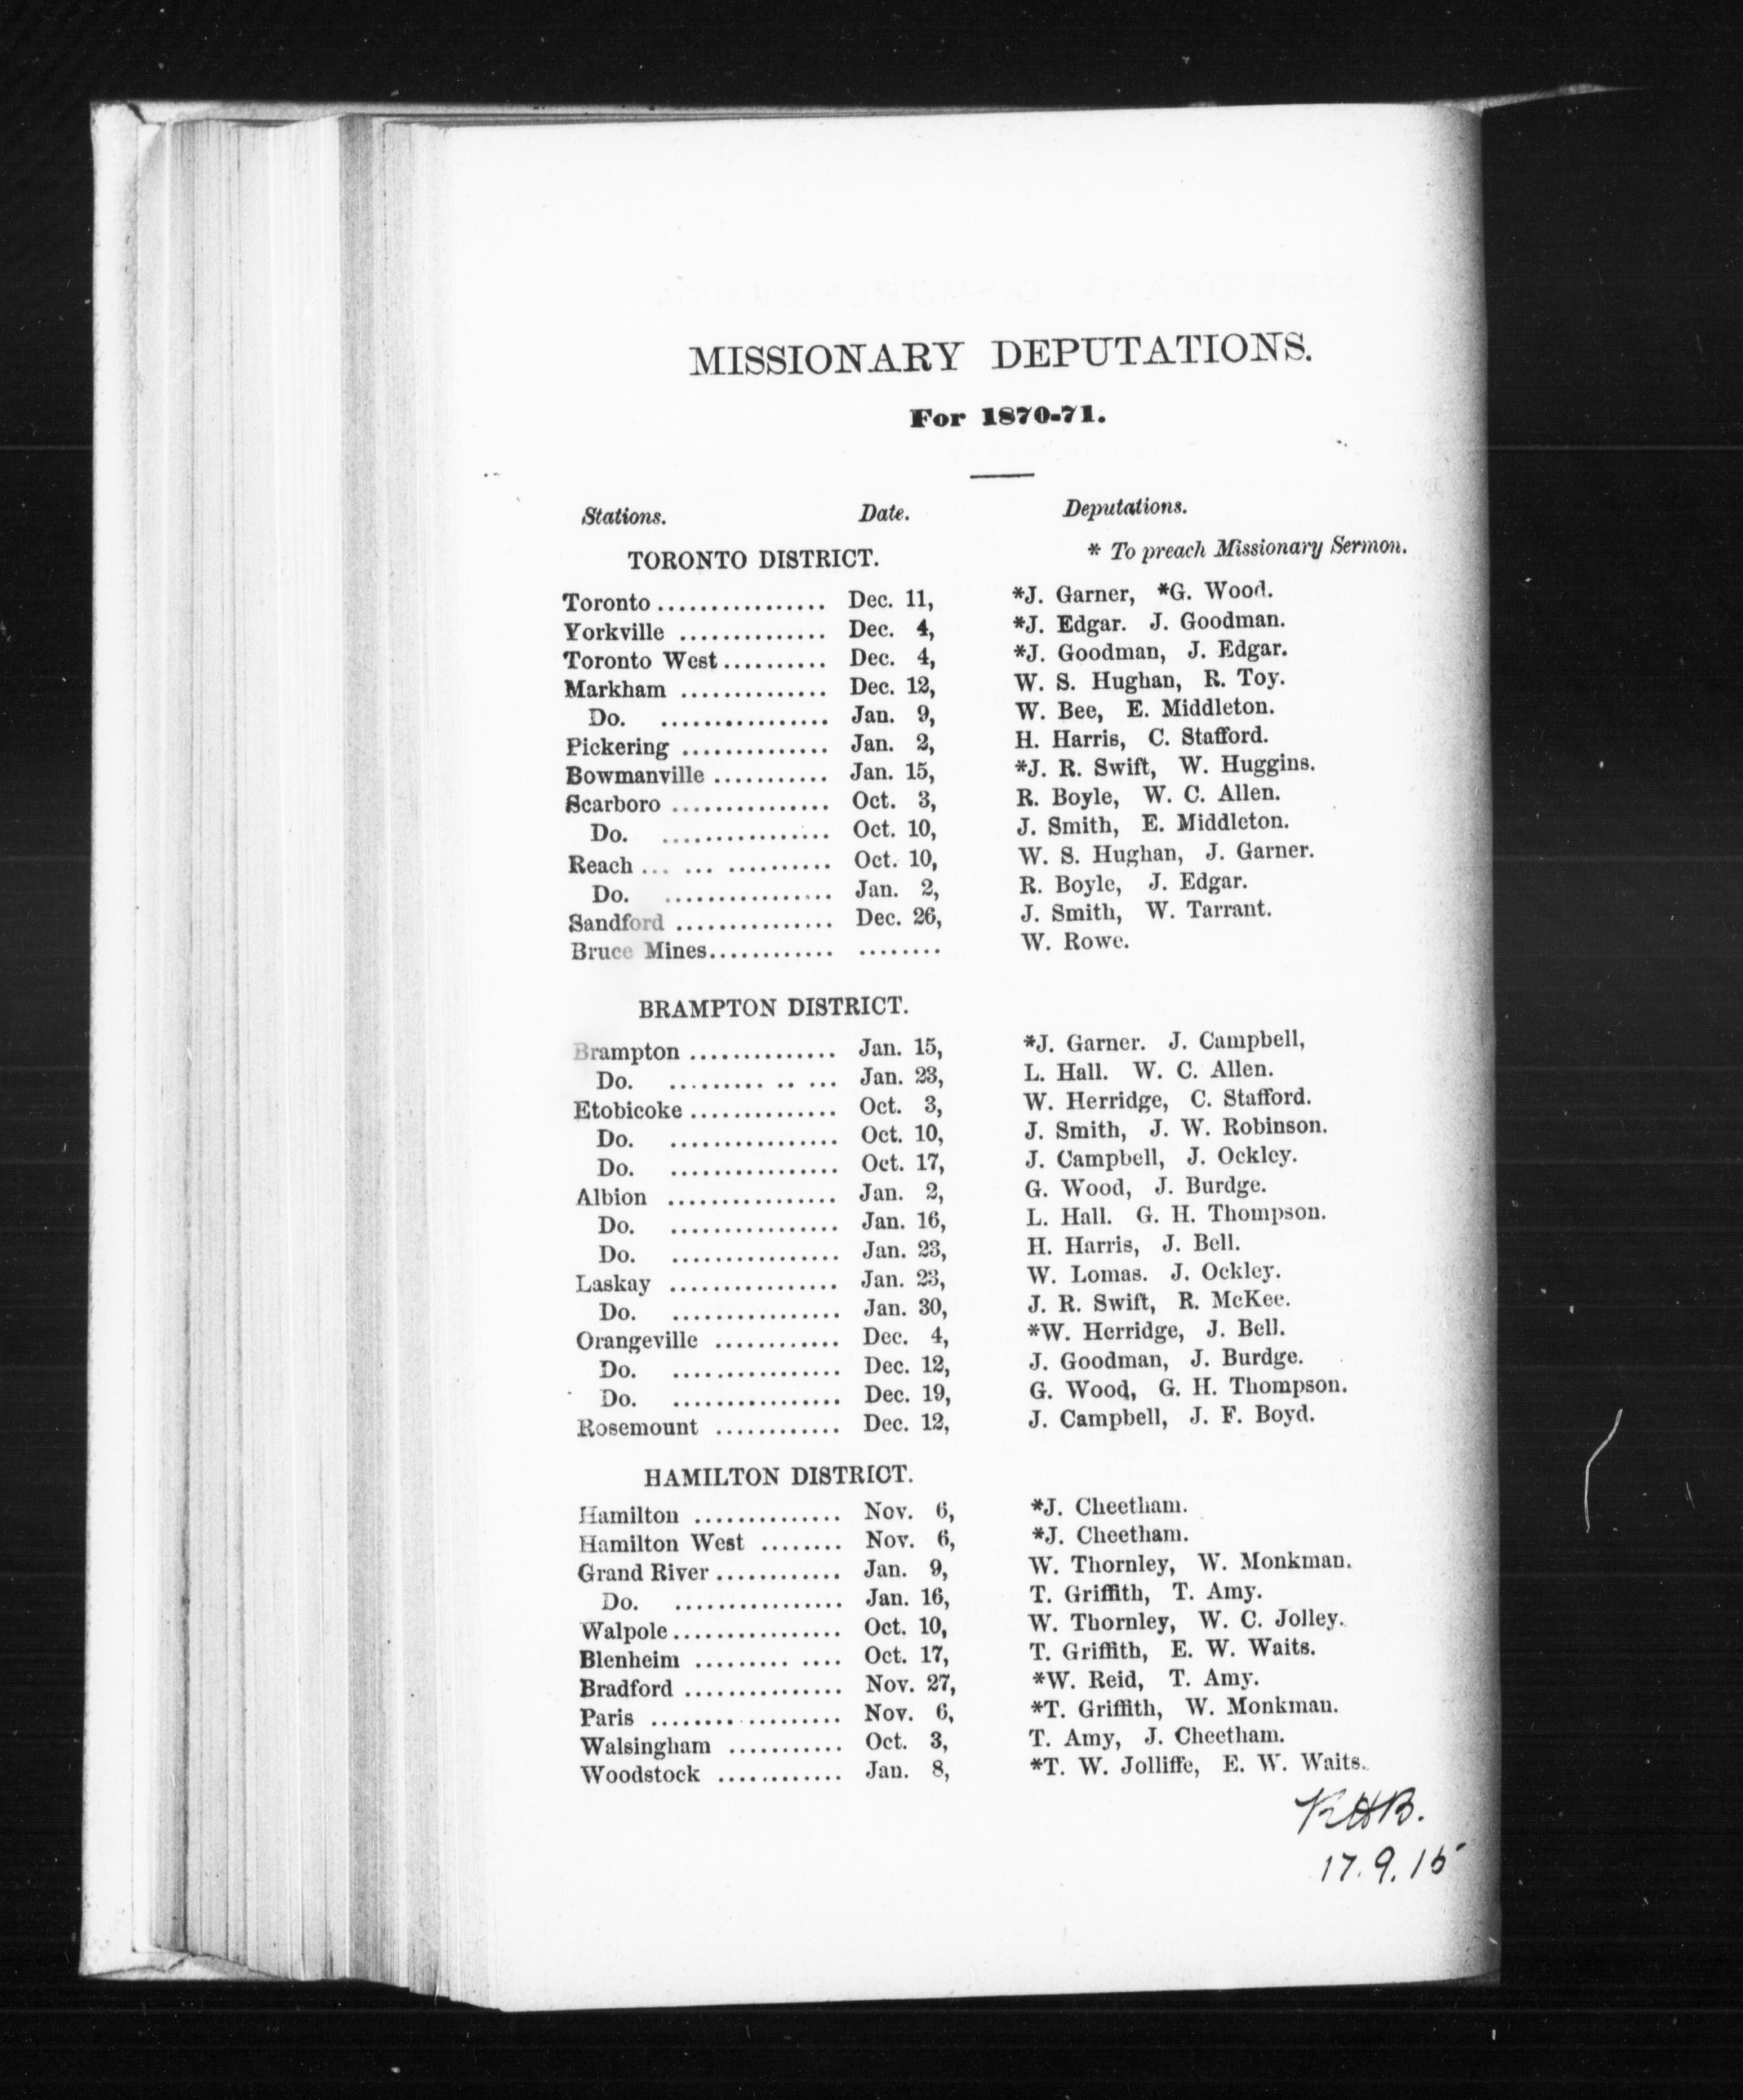 MISSIONARY DEPUTATIONS.
For 1870-71.
Stations. Date. Deputations.
TORONTO DISTRICT. * To preach Missionary Sermon.
Toronto ................ Dec. 11, *J. Garner, *G. Wood.
Yorkville .............. Dec. 4, *J. Edgar. J. Goodman.
Toronto West .......... Dec. 4, *J. Goodman, J. Edgar.
Markham .............. Dec. 12, W. S. Hughan, R. Toy.
Do. ................ Jan. 9, W. Bee, E. Middleton.
Pickering .............. Jan. 2, H. Harris, C. Stafford.
Bowmanville ........... Jan. 15, *J. R. Swift, W. Huggins.
Scarboro ............... Oct. 3, R. Boyle, W. C. Allen.
Do. ................ Oct. 10, J. Smith, E. Middleton.
Reach ... ... .......... Oct. 10, W. S. Hughan, J. Garner.
Do. ................ Jan. 2, R. Boyle, J. Edgar.
Sandford ............... Dec. 26, J. Smith, W. Tarrant.
Bruce Mines............ ........ W. Rowe.
BRAMPTON DISTRICT.
Brampton .............. Jan. 15, *J. Garner. J. Campbell,
Do. ......... .. ... Jan. 23, L. Hall. W. C. Allen.
Etobicoke .............. Oct. 3, W. Herridge, C. Stafford.
Do. ................ Oct. 10, J. Smith, J. W. Robinson.
Do. ................ Oct. 17, J. Campbell, J. Ockley.
Albion ................ Jan. 2, G. Wood, J. Burdge.
Do. ................ Jan. 16, L. Hall. G. H. Thompson.
Do. ................ Jan. 23, H. Harris, J. Bell.
Laskay ................ Jan. 23, W. Lomas. J. Ockley.
Do. ................ Jan. 30, J. R. Swift, R. McKee.
Orangeville ............ Dec. 4, *W. Herridge, J. Bell.
Do. ................ Dec. 12, J. Goodman, J. Burdge.
Do. ................ Dec. 19, G. Wood, G. H. Thompson.
Rosemount ............ Dec. 12, J. Campbell, J. F. Boyd.
HAMILTON DISTRICT.
Hamilton .............. Nov. 6, *J. Cheetham.
Hamilton West ........ Nov. 6, *J. Cheetham.
Grand River ............ Jan. 9, W. Thornley, W. Monkman.
Do. ................ Jan. 16, T. Griffith, T. Amy.
Walpole ................ Oct. 10, W. Thornley, W. C. Jolley.
Blenheim ......... .... Oct. 17, T. Griffith, E. W. Waits.
Bradford ............... Nov. 27, *W. Reid, T. Amy.
Paris .................. Nov. 6, *T. Griffith, W. Monkman.
Walsingham ........... Oct. 3, T. Amy, J. Cheetham.
Woodstock ............ Jan. 8, *T. W. Jolliffe, E. W. Waits.
17.9.15